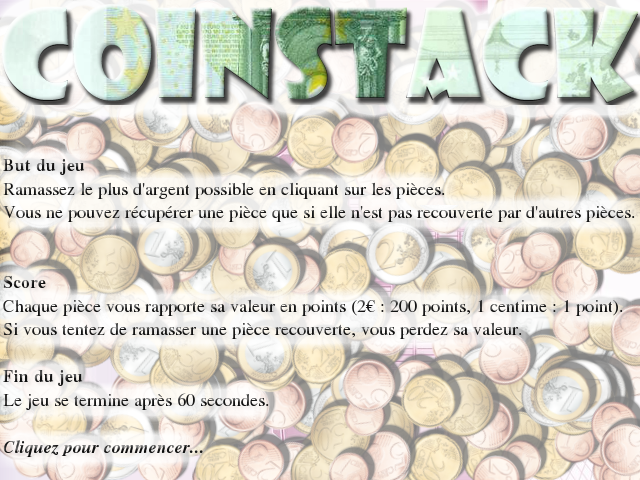 COINSTACK
But du jeu
Ramassez le plus d'argent possible en cliquant sur les pièces.
Vous ne pouvez récupérer une pièce que si elle n'est pas recouverte par d'autres pièces.
Score
Chaque pièce vous rapporte sa valeur en points (2€ : 200 points, 1 centime : 1 point).
Si vous tentez de ramasser une pièce recouverte, vous perdez sa valeur.
Fin du jeu
Le jeu se termine après 60 secondes.
Cliquez pour commencer...